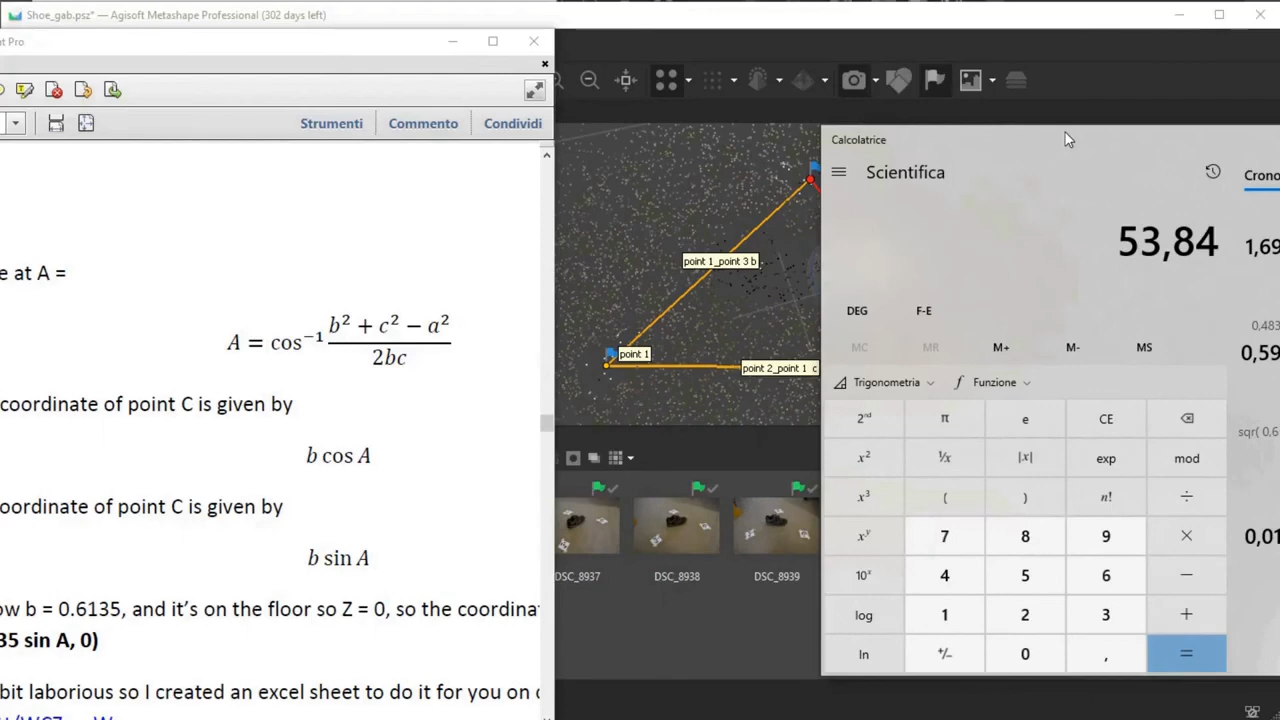 Shoe_gab.psz* — Agisoft Metashape Professional (302 days left)
nt Pro
Strumenti
Commento
Condividi
e at A =
A = cos⁻¹ (b² + c² − a²) / 2bc
coordinate of point C is given by
b cos A
oordinate of point C is given by
b sin A
ow b = 0.6135, and it's on the floor so Z = 0, so the coordina
35 sin A, 0)
bit laborious so I created an excel sheet to do it for you on
point 1_point 3 b
point 1
point 2_point 1 c
DSC_8937
DSC_8938
DSC_8939
Calcolatrice
Scientifica
Crono
53,84
1,69
DEG
F-E
0,483
MC
MR
M+
M-
MS
0,59
Trigonometria
Funzione
2ⁿᵈ
π
e
CE
sqr( 0.6
x²
¹/x
|x|
exp
mod
x³
(
)
n!
÷
xʸ
7
8
9
×
0,01
10ˣ
4
5
6
−
log
1
2
3
+
ln
+/−
0
,
=